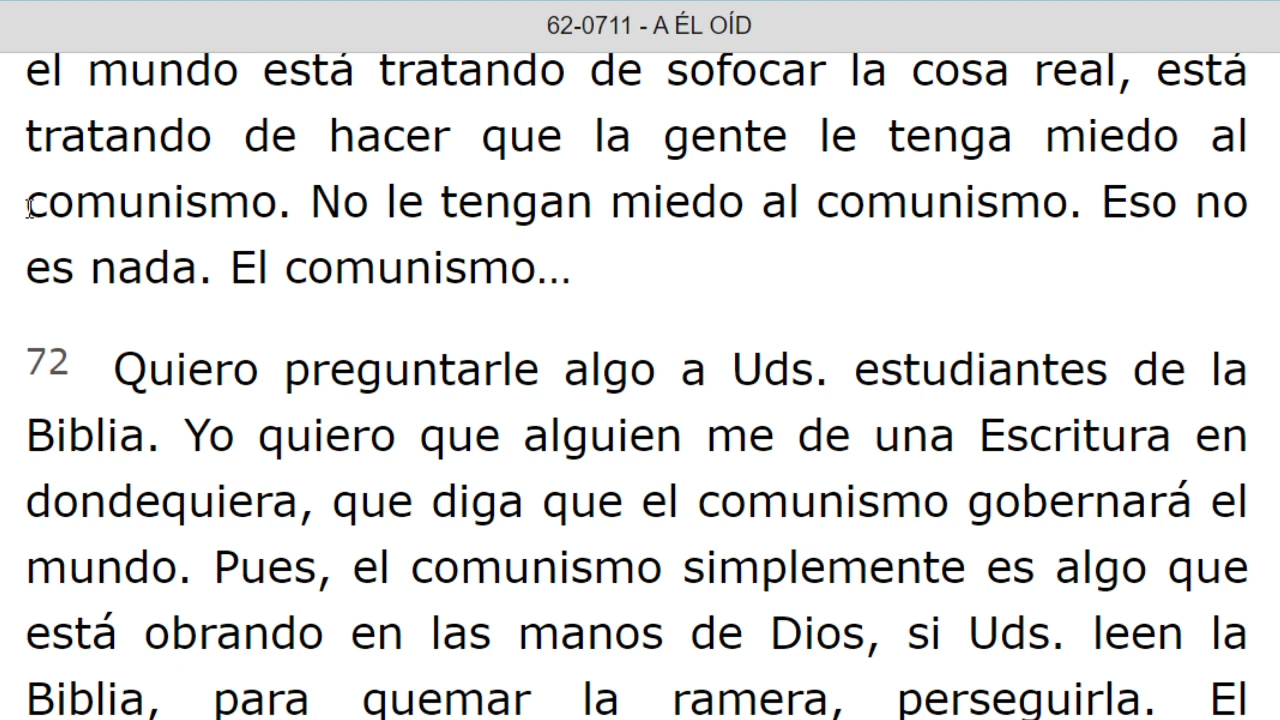 62-0711 - A ÉL OÍD
el mundo está tratando de sofocar la cosa real, está
tratando de hacer que la gente le tenga miedo al
comunismo. No le tengan miedo al comunismo. Eso no
es nada. El comunismo…
72 Quiero preguntarle algo a Uds. estudiantes de la
Biblia. Yo quiero que alguien me de una Escritura en
dondequiera, que diga que el comunismo gobernará el
mundo. Pues, el comunismo simplemente es algo que
está obrando en las manos de Dios, si Uds. leen la
Biblia, para quemar la ramera, perseguirla. El